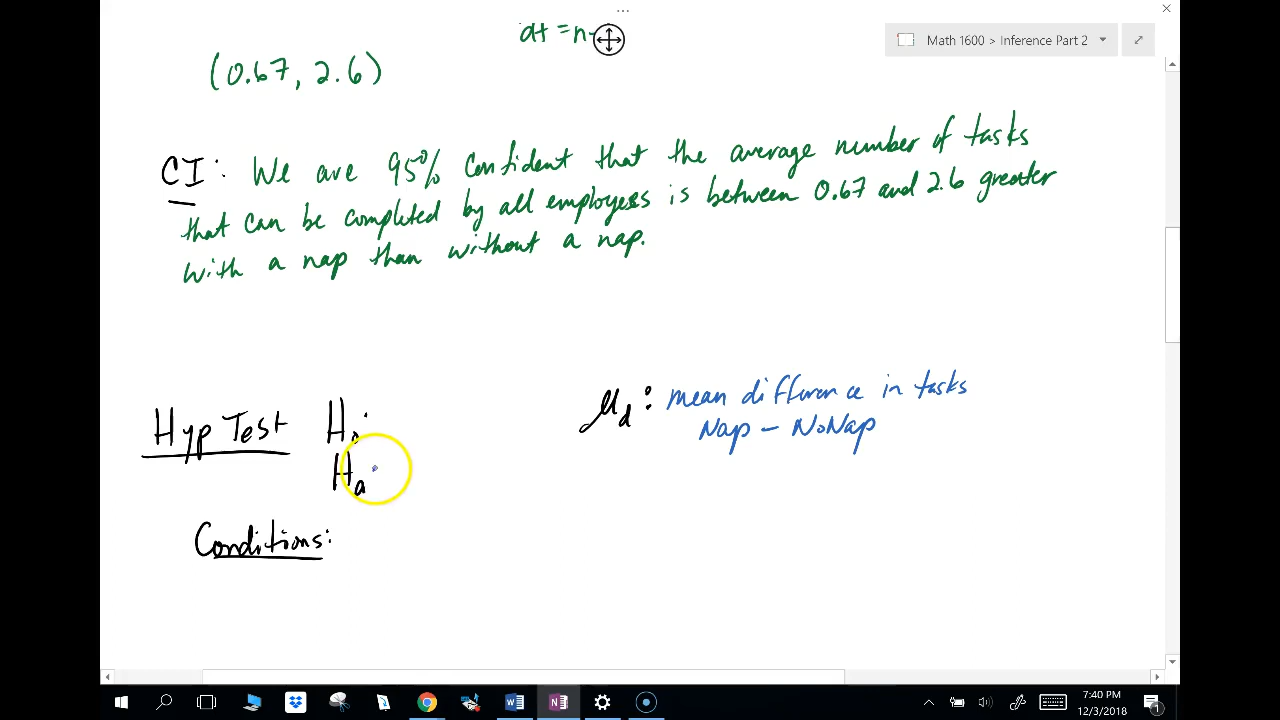 df = n-
Math 1600 > Inference Part 2
(0.67, 2.6)
CI: We are 95% confident that the average number of tasks
that can be completed by all employees is between 0.67 and 2.6 greater
with a nap than without a nap.
Hyp Test H₀:
Hₐ
μd: mean difference in tasks
Nap – NoNap
Conditions:
7:40 PM
12/3/2018